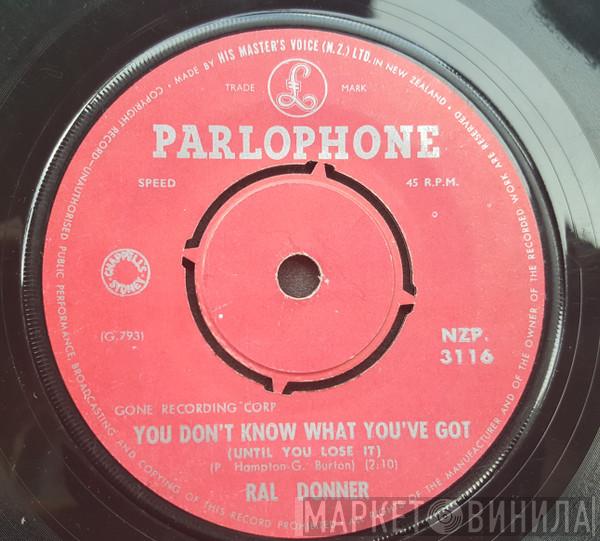 MADE BY HIS MASTER'S VOICE (N.Z.) LTD. IN NEW ZEALAND • ALL RIGHTS OF THE MANUFACTURER AND OF THE OWNER OF THE RECORDED WORK ARE RESERVED
COPYRIGHT RECORD—UNAUTHORISED PUBLIC PERFORMANCE, BROADCASTING AND COPYING OF THIS RECORD PROHIBITED
TRADE £ MARK
PARLOPHONE
SPEED 45 R.P.M.
CHAPPELL'S
SYDNEY
(G.793)
NZP.
3116
GONE RECORDING CORP
YOU DON'T KNOW WHAT YOU'VE GOT
(UNTIL YOU LOSE IT)
(P. Hampton-G. Burton) (2.10)
RAL DONNER
МАРКЕТ ВИНИЛА